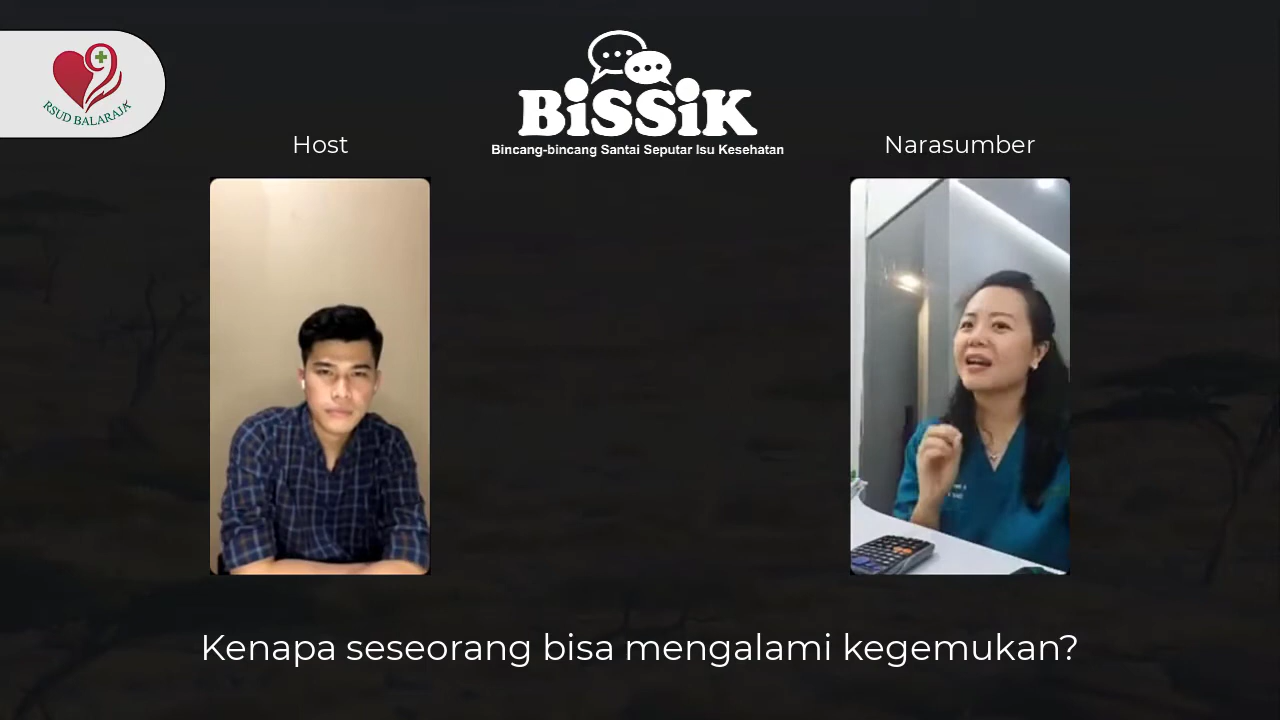 RSUD BALARAJA
BiSSiK
Bincang-bincang Santai Seputar Isu Kesehatan
Host
Narasumber
Kenapa seseorang bisa mengalami kegemukan?